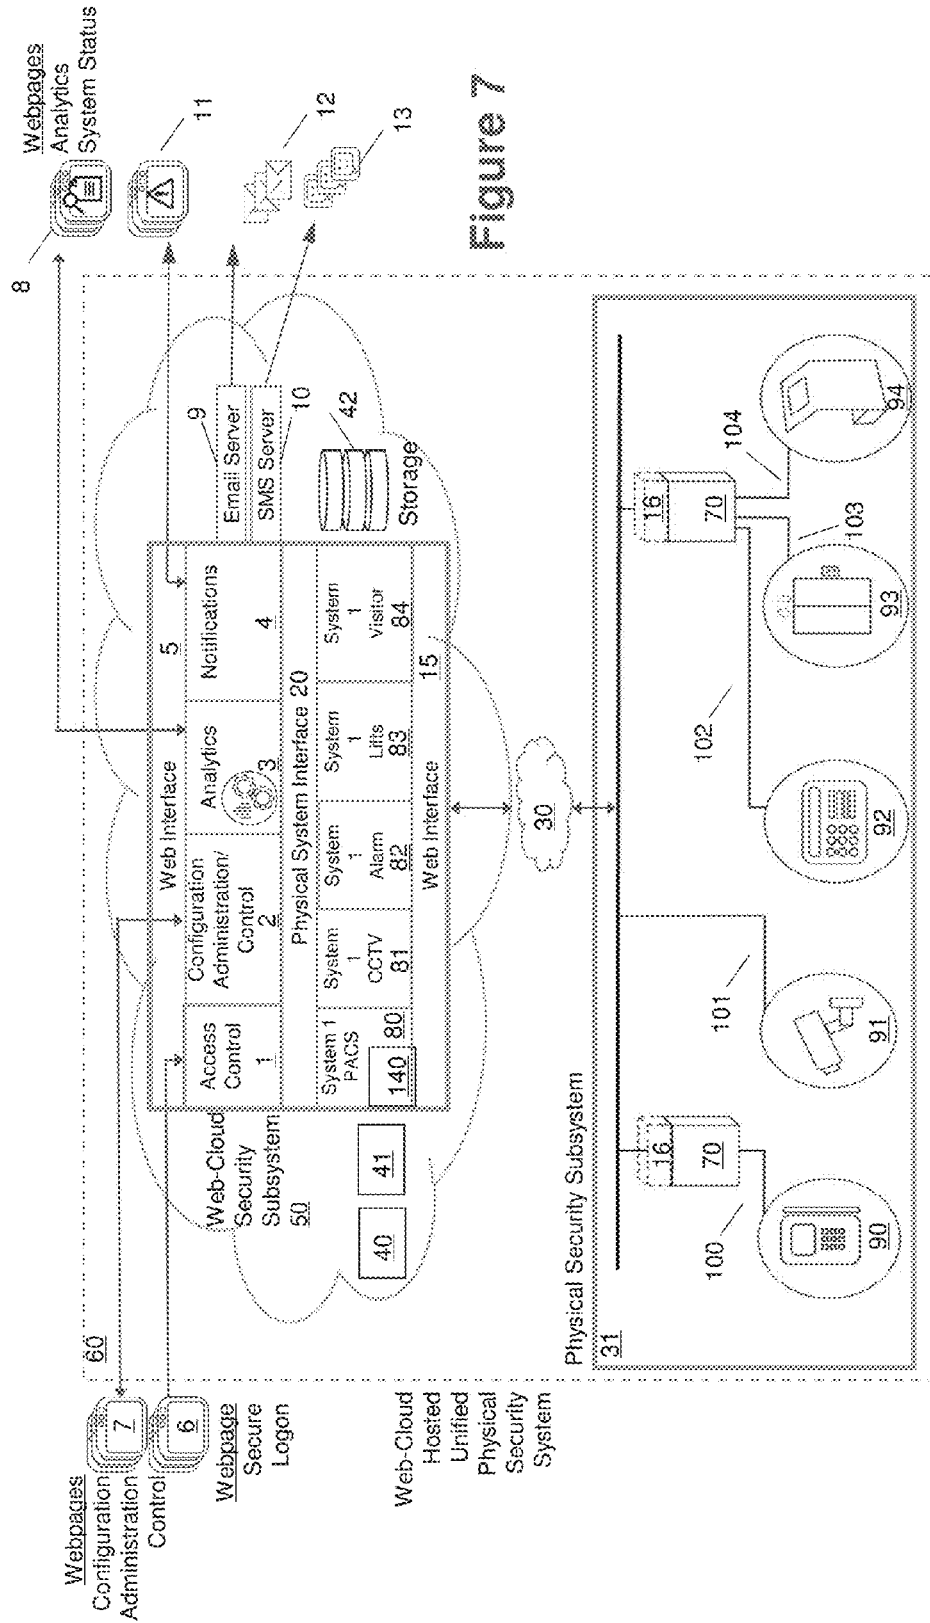 Webpages
Configuration
Administration
Control
7
6
Webpage
Secure
Logon
Web-Cloud
Hosted
Unified
Physical
Security
System
60
Web-Cloud
Security
Subsystem
50
40
41
Web Interface
5
Access
Control
1
Configuration
Administration/
Control
2
Analytics
3
Notifications
4
Physical System Interface 20
System 1
PACS
80
140
System
1
CCTV
81
System
1
Alarm
82
System
1
Lifts
83
System
1
Visitor
84
Web Interface
15
9
Email Server
SMS Server
10
42
Storage
8
Webpages
Analytics
System Status
11
12
13
30
Physical Security Subsystem
31
16
70
100
90
101
91
102
92
16
70
103
93
104
94
Figure 7